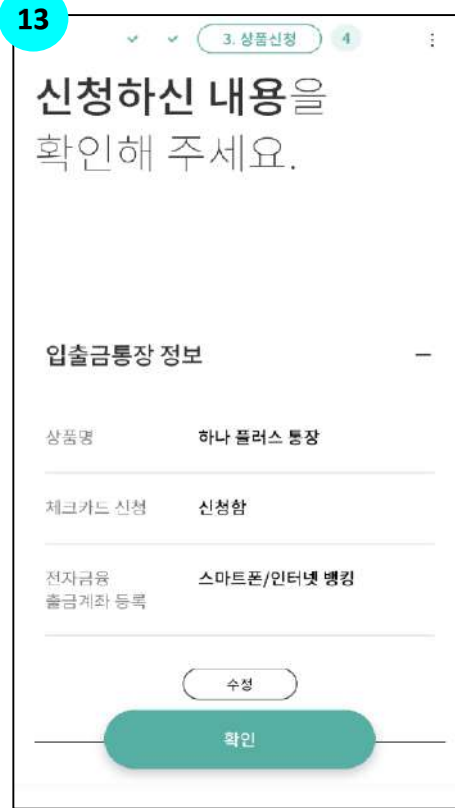 13
3. 상품신청
4
신청하신 내용을
확인해 주세요.
입출금통장 정보
상품명 하나 플러스 통장
체크카드 신청 신청함
전자금융 스마트폰/인터넷 뱅킹
출금계좌 등록
수정
확인